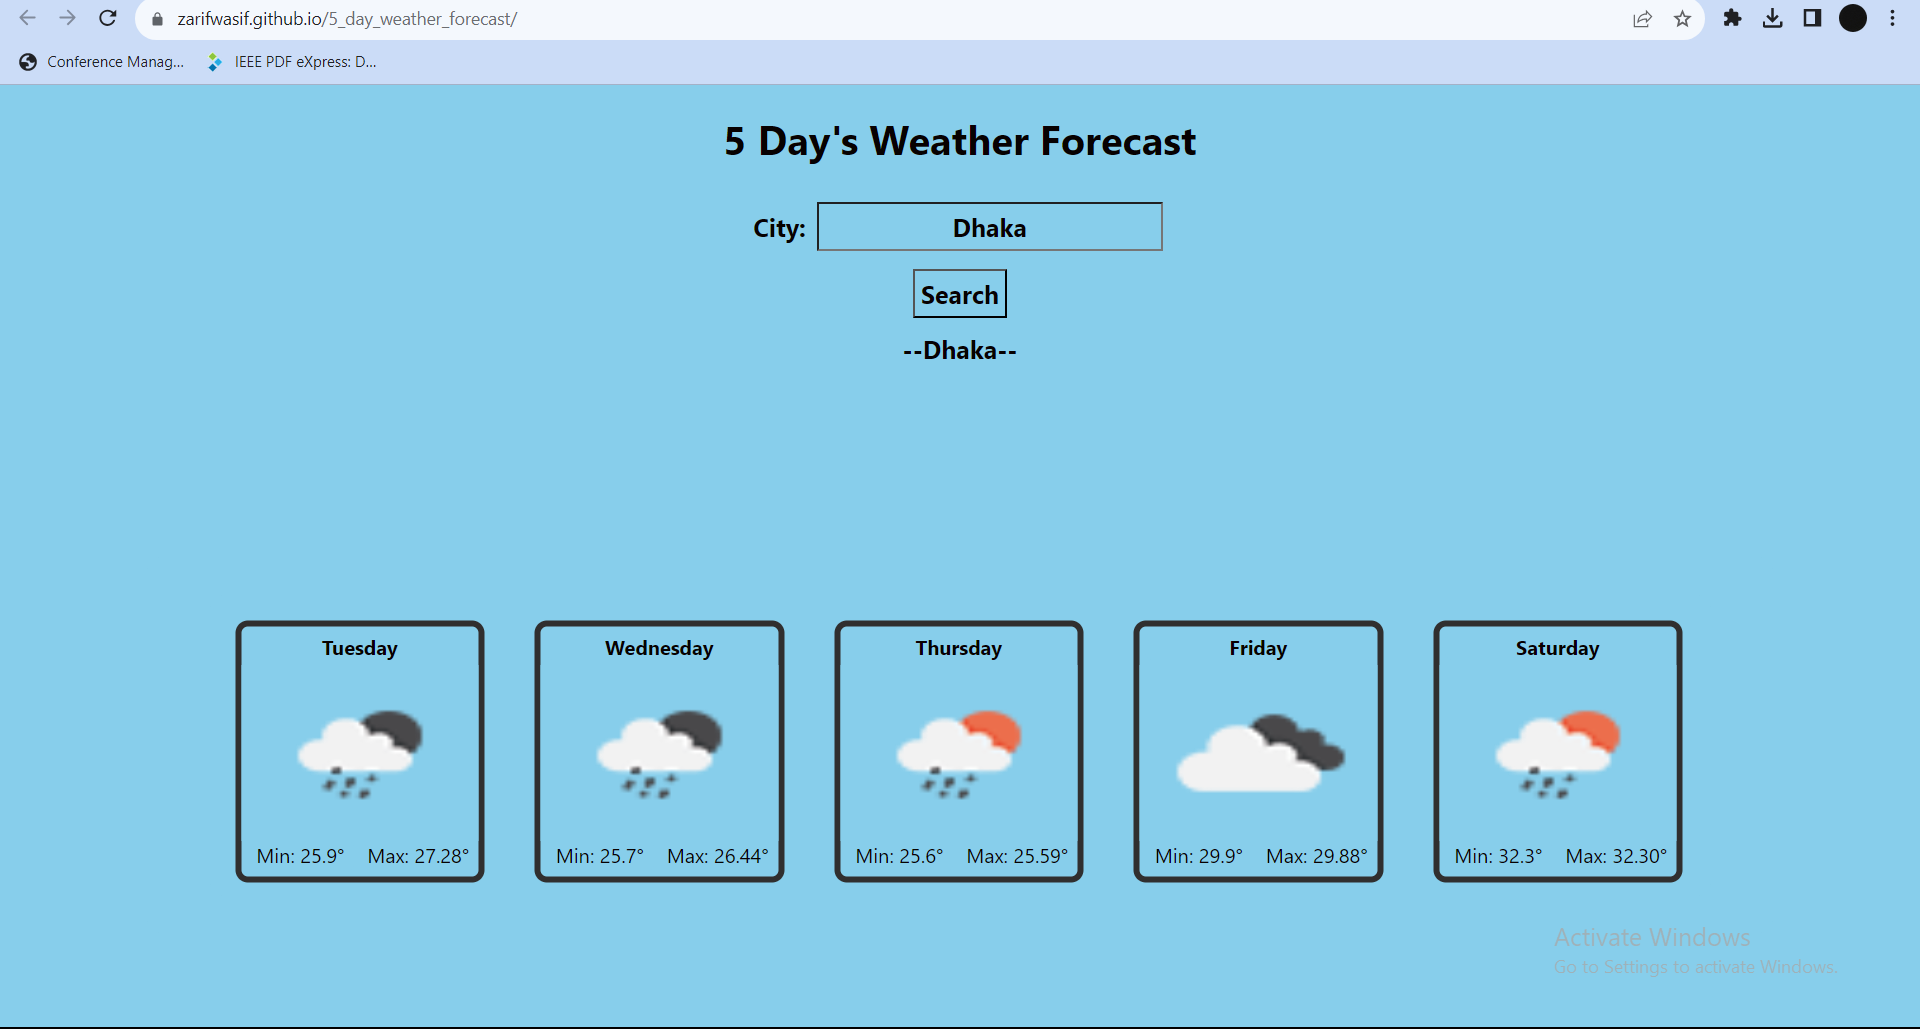 zarifwasif.github.io/5_day_weather_forecast/
Conference Manag... IEEE PDF eXpress: D...
5 Day's Weather Forecast
City: Dhaka
Search
--Dhaka--
Tuesday
Min: 25.9° Max: 27.28°
Wednesday
Min: 25.7° Max: 26.44°
Thursday
Min: 25.6° Max: 25.59°
Friday
Min: 29.9° Max: 29.88°
Saturday
Min: 32.3° Max: 32.30°
Activate Windows
Go to Settings to activate Windows.